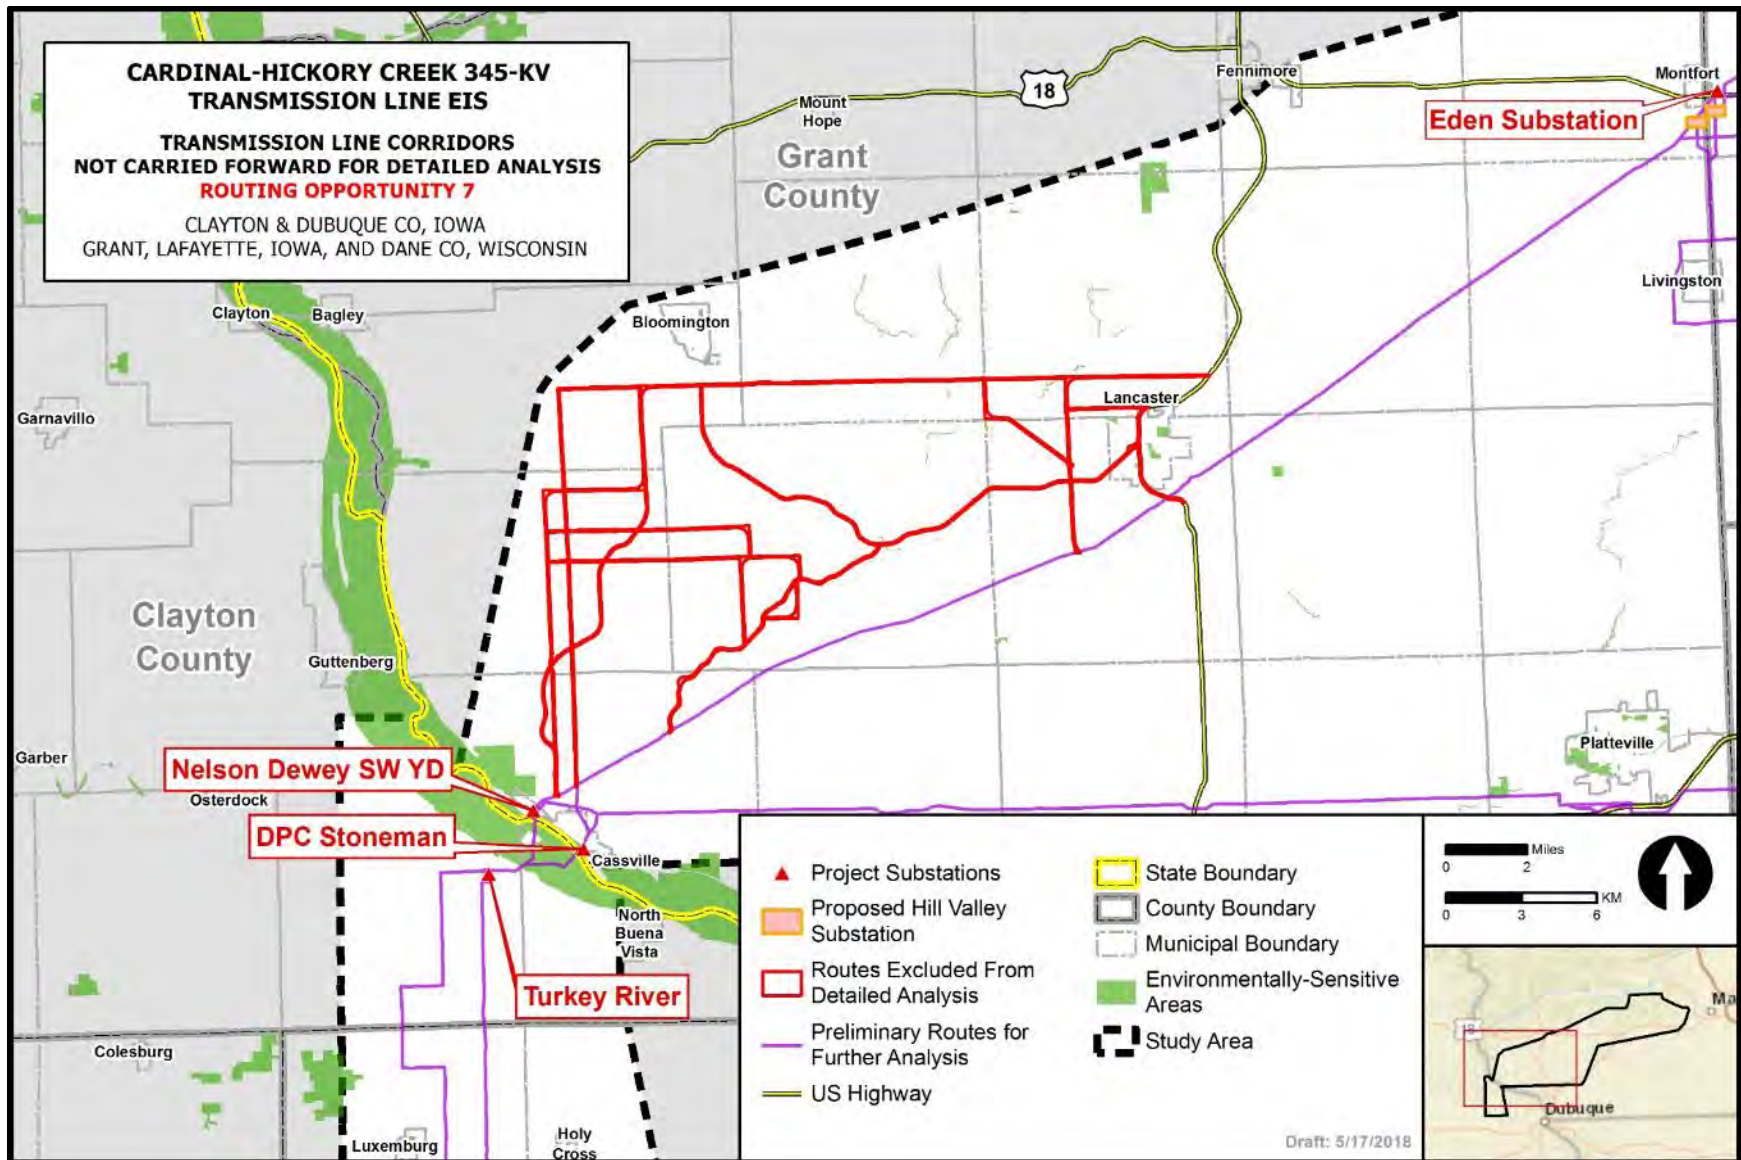 CARDINAL-HICKORY CREEK 345-KV
TRANSMISSION LINE EIS
TRANSMISSION LINE CORRIDORS
NOT CARRIED FORWARD FOR DETAILED ANALYSIS
ROUTING OPPORTUNITY 7
CLAYTON & DUBUQUE CO, IOWA
GRANT, LAFAYETTE, IOWA, AND DANE CO, WISCONSIN
18
Mount
Hope
Fennimore
Montfort
Eden Substation
Grant
County
Livingston
Clayton
Bagley
Bloomington
Garnavillo
Lancaster
Clayton
County
Guttenberg
Garber
Nelson Dewey SW YD
Osterdock
DPC Stoneman
Cassville
Platteville
North
Buena
Vista
Turkey River
Colesburg
Luxemburg
Holy
Cross
Project Substations
Proposed Hill Valley
Substation
Routes Excluded From
Detailed Analysis
Preliminary Routes for
Further Analysis
US Highway
State Boundary
County Boundary
Municipal Boundary
Environmentally-Sensitive
Areas
Study Area
Draft: 5/17/2018
Miles
0 2
KM
0 3 6
18
Ma
Dubuque